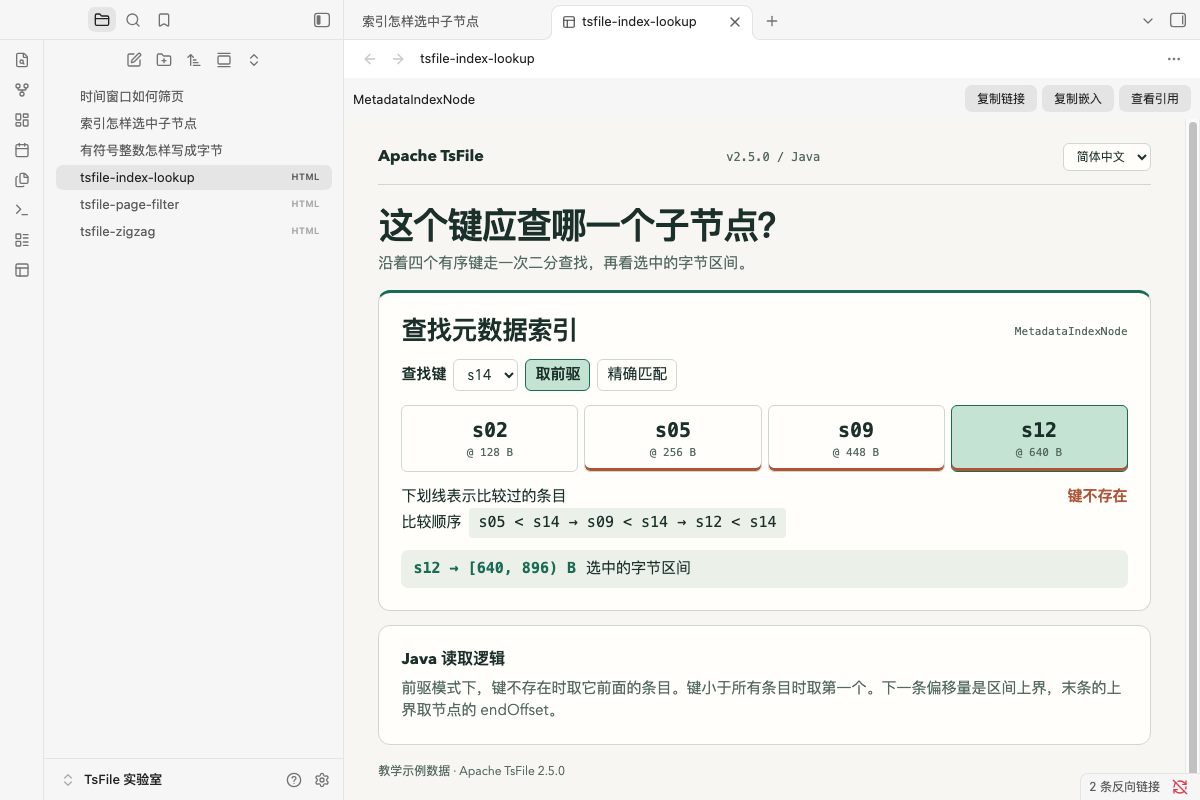 索引怎样选中子节点
tsfile-index-lookup
tsfile-index-lookup
时间窗口如何筛页
索引怎样选中子节点
有符号整数怎样写成字节
tsfile-index-lookup HTML
tsfile-page-filter HTML
tsfile-zigzag HTML
TsFile 实验室
MetadataIndexNode
复制链接 复制嵌入 查看引用
Apache TsFile v2.5.0 / Java 简体中文
这个键应查哪一个子节点?
沿着四个有序键走一次二分查找，再看选中的字节区间。
查找元数据索引 MetadataIndexNode
查找键 s14 取前驱 精确匹配
s02 s05 s09 s12
@ 128 B @ 256 B @ 448 B @ 640 B
下划线表示比较过的条目 键不存在
比较顺序 s05 < s14 → s09 < s14 → s12 < s14
s12 → [640, 896) B 选中的字节区间
Java 读取逻辑
前驱模式下，键不存在时取它前面的条目。键小于所有条目时取第一个。下一条偏移量是区间上界，末条的上
界取节点的 endOffset。
教学示例数据 · Apache TsFile 2.5.0
2 条反向链接